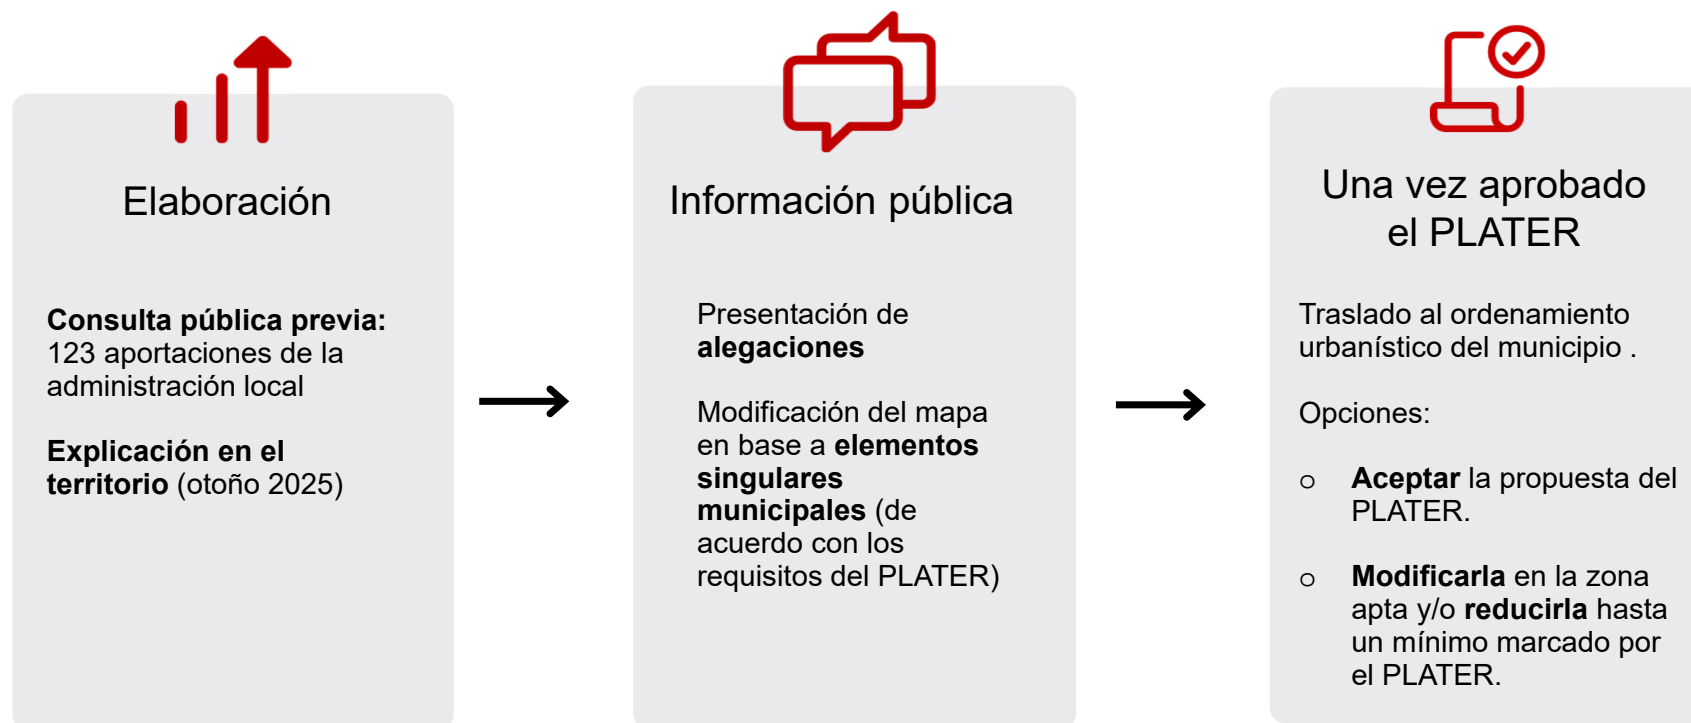 Elaboración
Consulta pública previa:
123 aportaciones de la
administración local
Explicación en el
territorio (otoño 2025)
Información pública
Presentación de
alegaciones
Modificación del mapa
en base a elementos
singulares
municipales (de
acuerdo con los
requisitos del PLATER)
Una vez aprobado
el PLATER
Traslado al ordenamiento
urbanístico del municipio .
Opciones:
o Aceptar la propuesta del
PLATER.
o Modificarla en la zona
apta y/o reducirla hasta
un mínimo marcado por
el PLATER.